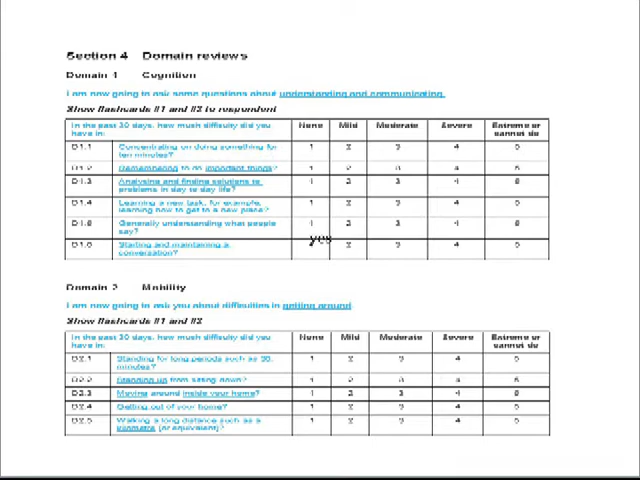 Section 4 Domain reviews
Domain 1 Cognition
I am now going to ask some questions about understanding and communicating.
Show flashcards #1 and #2 to respondent
In the past 30 days, how much difficulty did you have in: None Mild Moderate Severe Extreme or cannot do
D1.1 Concentrating on doing something for ten minutes? 1 2 3 4 5
D1.2 Remembering to do important things? 1 2 3 4 5
D1.3 Analysing and finding solutions to problems in day to day life? 1 2 3 4 5
D1.4 Learning a new task, for example, learning how to get to a new place? 1 2 3 4 5
D1.5 Generally understanding what people say? 1 2 3 4 5
D1.6 Starting and maintaining a conversation? yes 2 3 4 5
Domain 2 Mobility
I am now going to ask you about difficulties in getting around.
Show flashcards #1 and #2
In the past 30 days, how much difficulty did you have in: None Mild Moderate Severe Extreme or cannot do
D2.1 Standing for long periods such as 30 minutes? 1 2 3 4 5
D2.2 Standing up from sitting down? 1 2 3 4 5
D2.3 Moving around inside your home? 1 2 3 4 5
D2.4 Getting out of your home? 1 2 3 4 5
D2.5 Walking a long distance such as a kilometre (or equivalent)? 1 2 3 4 5